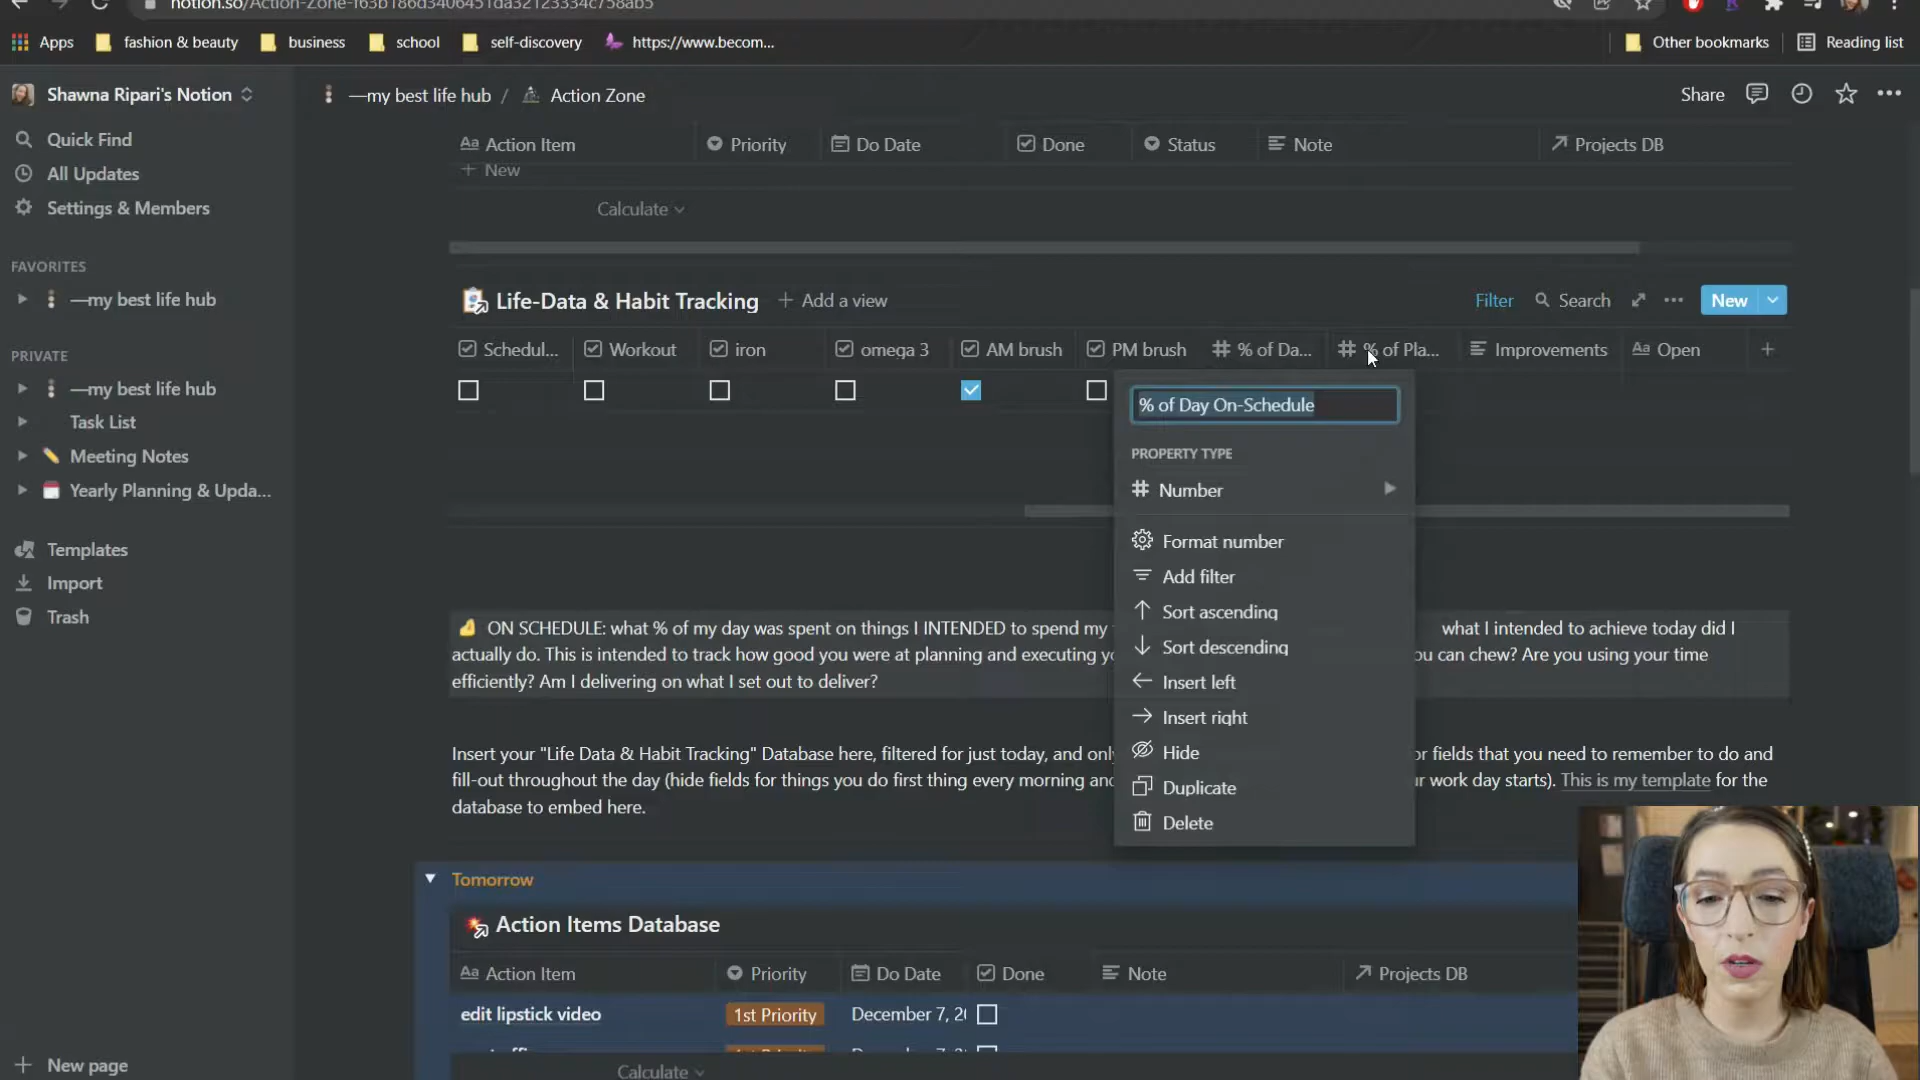 notion.so/Action-Zone-f63b186d3406451da32123334c758ab5
Apps
fashion & beauty
business
school
self-discovery
https://www.becom...
Other bookmarks
Reading list
Shawna Ripari's Notion
—my best life hub / Action Zone
Share
Quick Find
All Updates
Settings & Members
FAVORITES
—my best life hub
PRIVATE
—my best life hub
Task List
Meeting Notes
Yearly Planning & Upda...
Templates
Import
Trash
New page
Action Item
Priority
Do Date
Done
Status
Note
Projects DB
New
Calculate
Life-Data & Habit Tracking
Add a view
Filter
Search
New
Schedul...
Workout
iron
omega 3
AM brush
PM brush
% of Da...
% of Pla...
Improvements
Open
% of Day On-Schedule
PROPERTY TYPE
Number
Format number
Add filter
Sort ascending
Sort descending
Insert left
Insert right
Hide
Duplicate
Delete
ON SCHEDULE: what % of my day was spent on things I INTENDED to spend my what I intended to achieve today did I
actually do. This is intended to track how good you were at planning and executing can chew? Are you using your time
efficiently? Am I delivering on what I set out to deliver?
Insert your "Life Data & Habit Tracking" Database here, filtered for just today, and or fields that you need to remember to do and
fill-out throughout the day (hide fields for things you do first thing every morning work day starts). This is my template for the
database to embed here.
Tomorrow
Action Items Database
Action Item
Priority
Do Date
Done
Note
Projects DB
edit lipstick video
1st Priority
December 7, 2
Calculate